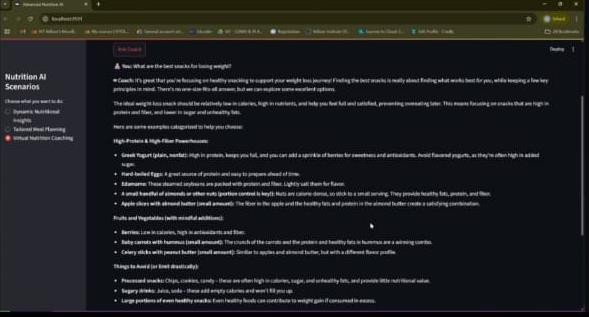 Advanced Nutrition AI
localhost:8501
Ask Coach
Deploy
Nutrition AI
Scenarios
Choose what you want to do:
Dynamic Nutritional
Insights
Tailored Meal Planning
Virtual Nutrition Coaching
You: What are the best snacks for losing weight?
Coach: It's great that you're focusing on healthy snacking to support your weight loss journey! Finding the best snacks is really about finding what works best for you, while keeping a few key
principles in mind. There's no one-size-fits-all answer, but we can explore some excellent options.
The ideal weight loss snack should be relatively low in calories, high in nutrients, and help you feel full and satisfied, preventing overeating later. This means focusing on snacks that are high in
protein and fiber, and lower in sugar and unhealthy fats.
Here are some examples categorized to help you choose:
High-Protein & High-Fiber Powerhouses:
• Greek Yogurt (plain, nonfat): High in protein, keeps you full, and you can add a sprinkle of berries for sweetness and antioxidants. Avoid flavored yogurts, as they're often high in added
sugar.
• Hard-boiled Eggs: A great source of protein and easy to prepare ahead of time.
• Edamame: These steamed soybeans are packed with protein and fiber. Lightly salt them for flavor.
• A small handful of almonds or other nuts (portion control is key!): Nuts are calorie-dense, so stick to a small serving. They provide healthy fats, protein, and fiber.
• Apple slices with almond butter (small amount): The fiber in the apple and the healthy fats and protein in the almond butter create a satisfying combination.
Fruits and Vegetables (with mindful additions):
• Berries: Low in calories, high in antioxidants and fiber.
• Baby carrots with hummus (small amount): The crunch of the carrots and the protein and healthy fats in hummus are a winning combo.
• Celery sticks with peanut butter (small amount): Similar to apples and almond butter, but with a different flavor profile.
Things to Avoid (or limit drastically):
• Processed snacks: Chips, cookies, candy – these are often high in calories, sugar, and unhealthy fats, and provide little nutritional value.
• Sugary drinks: Juice, soda – these add empty calories and won't fill you up.
• Large portions of even healthy snacks: Even healthy foods can contribute to weight gain if consumed in excess.